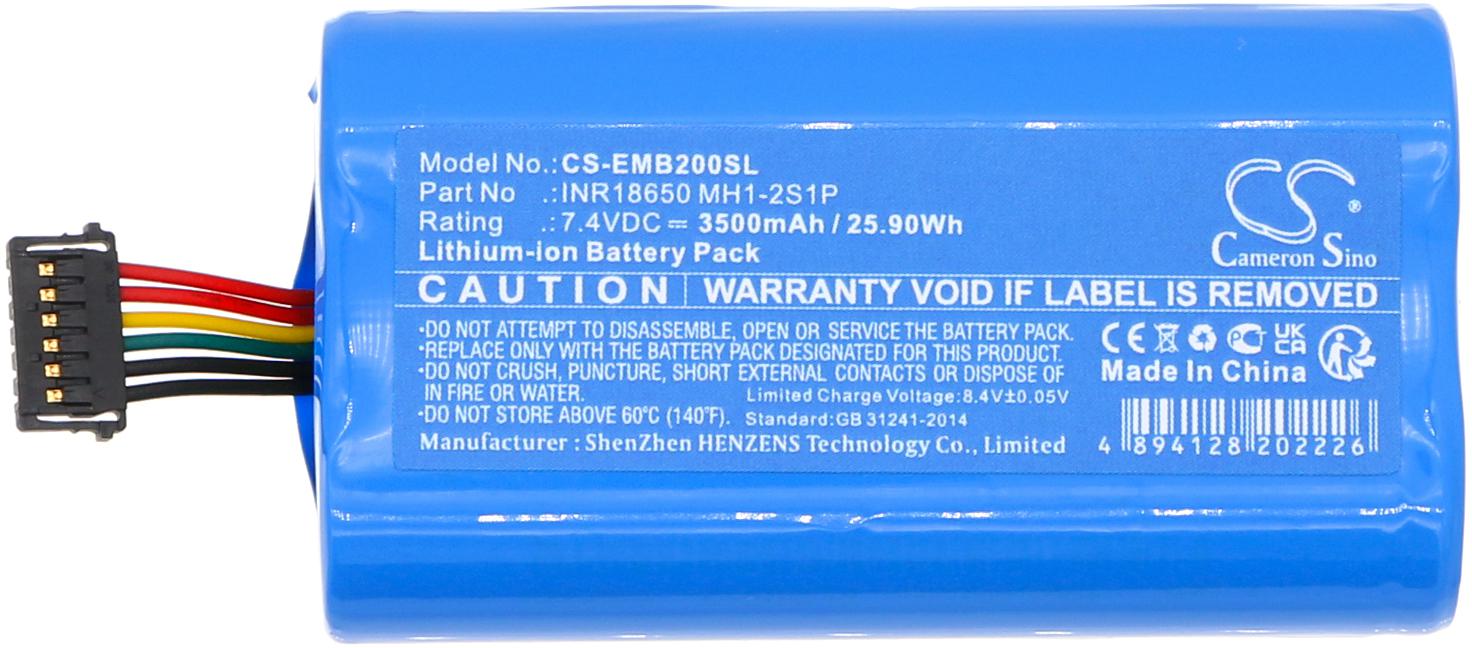 Model No.: CS-EMB200SL
Part No .: INR18650 MH1-2S1P
Rating .: 7.4VDC ⎓ 3500mAh / 25.90Wh
Lithium-ion Battery Pack
CS ®
Cameron Sino
CAUTION | WARRANTY VOID IF LABEL IS REMOVED
•DO NOT ATTEMPT TO DISASSEMBLE, OPEN OR SERVICE THE BATTERY PACK.
•REPLACE ONLY WITH THE BATTERY PACK DESIGNATED FOR THIS PRODUCT.
•DO NOT CRUSH, PUNCTURE, SHORT EXTERNAL CONTACTS OR DISPOSE OF
IN FIRE OR WATER.
Limited Charge Voltage:8.4V±0.05V
•DO NOT STORE ABOVE 60°C (140°F).
Standard:GB 31241-2014
Manufacturer : ShenZhen HENZENS Technology Co., Limited
CE PG UK CA
Made In China
4 894128 202226